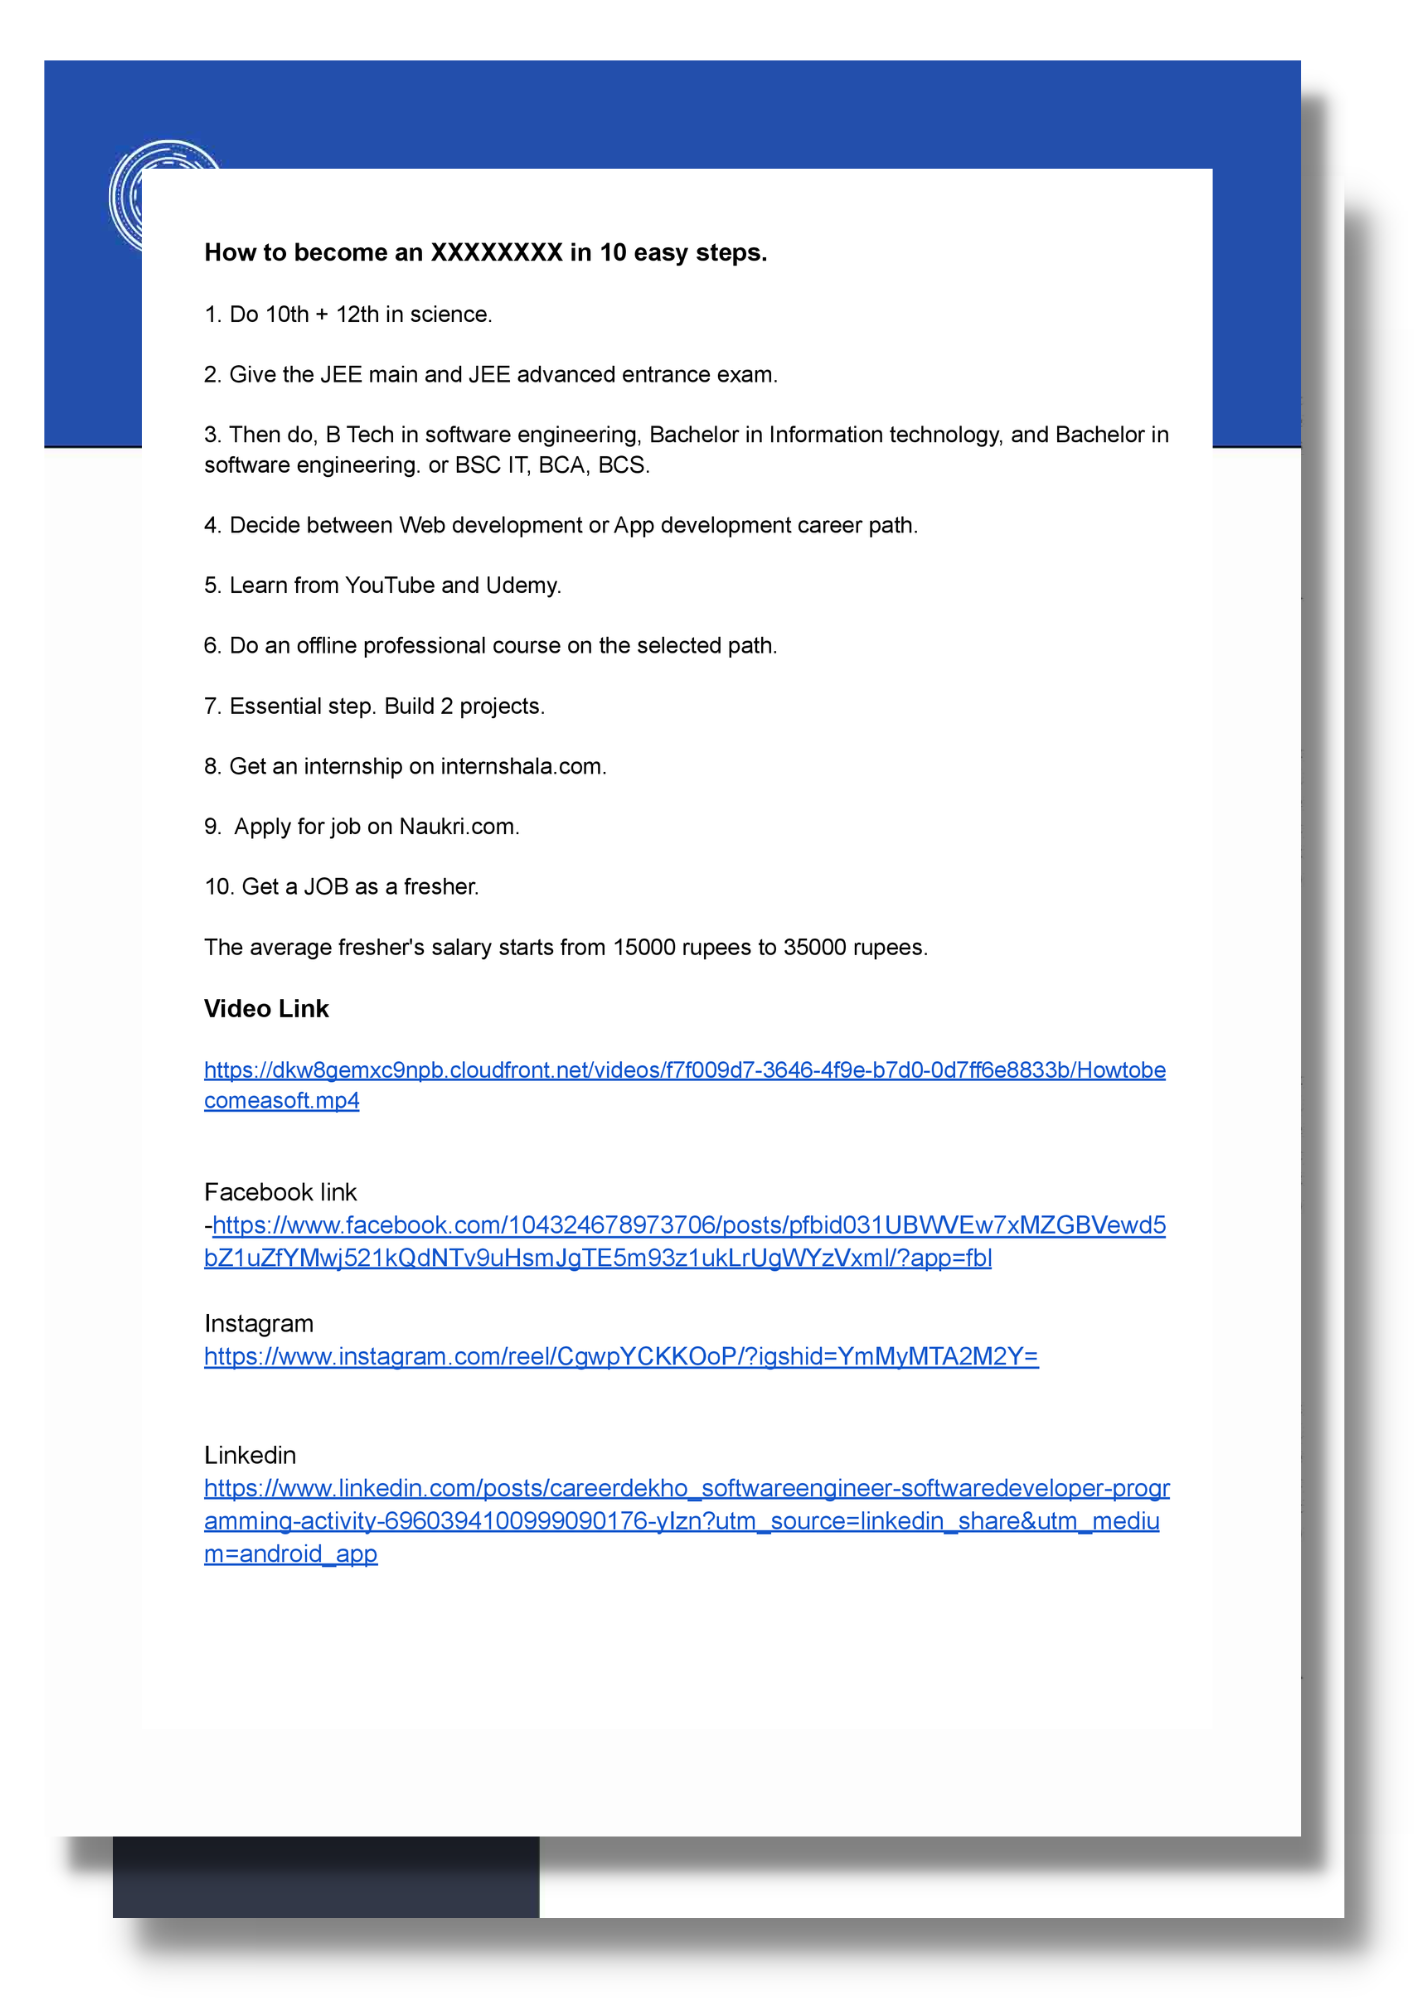 How to become an XXXXXXXX in 10 easy steps.
1. Do 10th + 12th in science.
2. Give the JEE main and JEE advanced entrance exam.
3. Then do, B Tech in software engineering, Bachelor in Information technology, and Bachelor in
software engineering. or BSC IT, BCA, BCS.
4. Decide between Web development or App development career path.
5. Learn from YouTube and Udemy.
6. Do an offline professional course on the selected path.
7. Essential step. Build 2 projects.
8. Get an internship on internshala.com.
9.  Apply for job on Naukri.com.
10. Get a JOB as a fresher.
The average fresher's salary starts from 15000 rupees to 35000 rupees.
Video Link
https://dkw8gemxc9npb.cloudfront.net/videos/f7f009d7-3646-4f9e-b7d0-0d7ff6e8833b/Howtobe
comeasoft.mp4
Facebook link
-https://www.facebook.com/104324678973706/posts/pfbid031UBWVEw7xMZGBVewd5
bZ1uZfYMwj521kQdNTv9uHsmJgTE5m93z1ukLrUgWYzVxml/?app=fbl
Instagram
https://www.instagram.com/reel/CgwpYCKKOoP/?igshid=YmMyMTA2M2Y=
Linkedin
https://www.linkedin.com/posts/careerdekho_softwareengineer-softwaredeveloper-progr
amming-activity-6960394100999090176-yIzn?utm_source=linkedin_share&utm_mediu
m=android_app